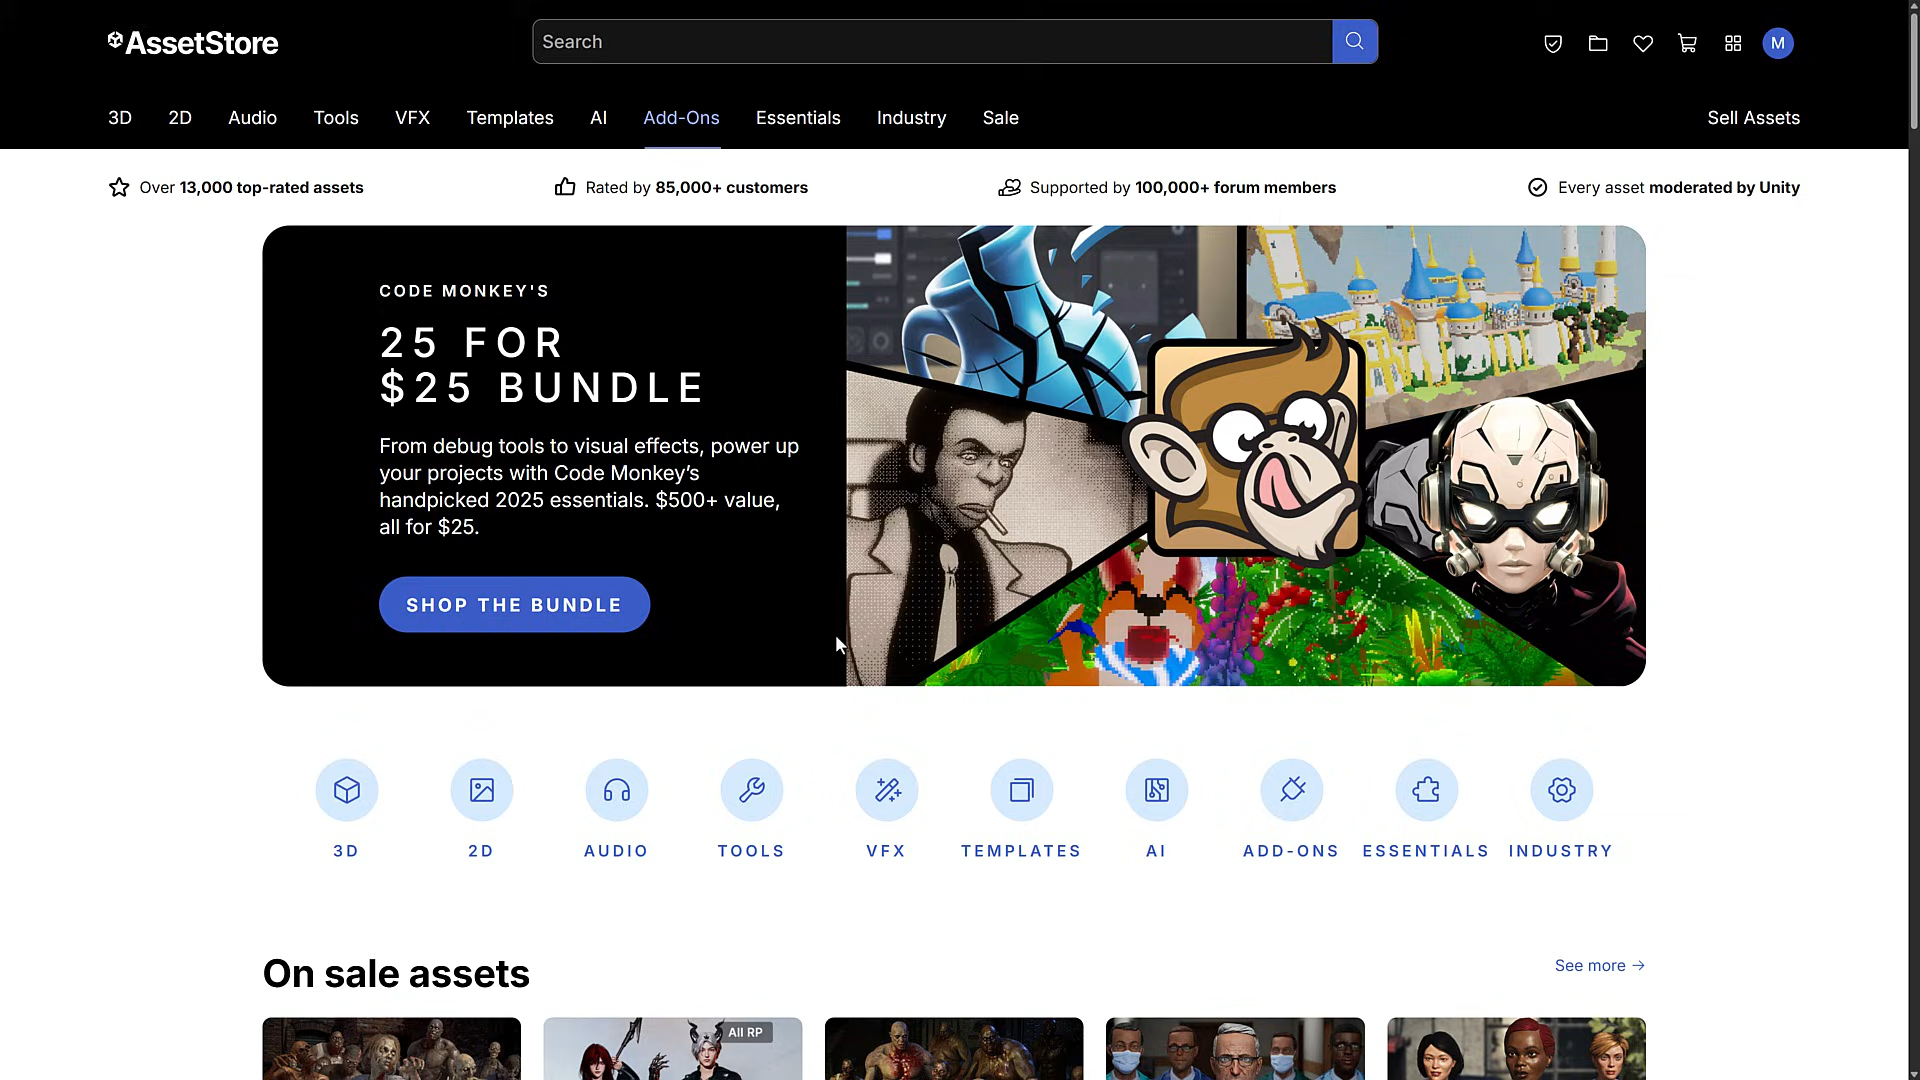 AssetStore
Search
M
3D 2D Audio Tools VFX Templates AI Add-Ons Essentials Industry Sale Sell Assets
Over 13,000 top-rated assets Rated by 85,000+ customers Supported by 100,000+ forum members Every asset moderated by Unity
CODE MONKEY'S
25 FOR
$25 BUNDLE
From debug tools to visual effects, power up
your projects with Code Monkey’s
handpicked 2025 essentials. $500+ value,
all for $25.
SHOP THE BUNDLE
3D 2D AUDIO TOOLS VFX TEMPLATES AI ADD-ONS ESSENTIALS INDUSTRY
On sale assets
See more →
All RP